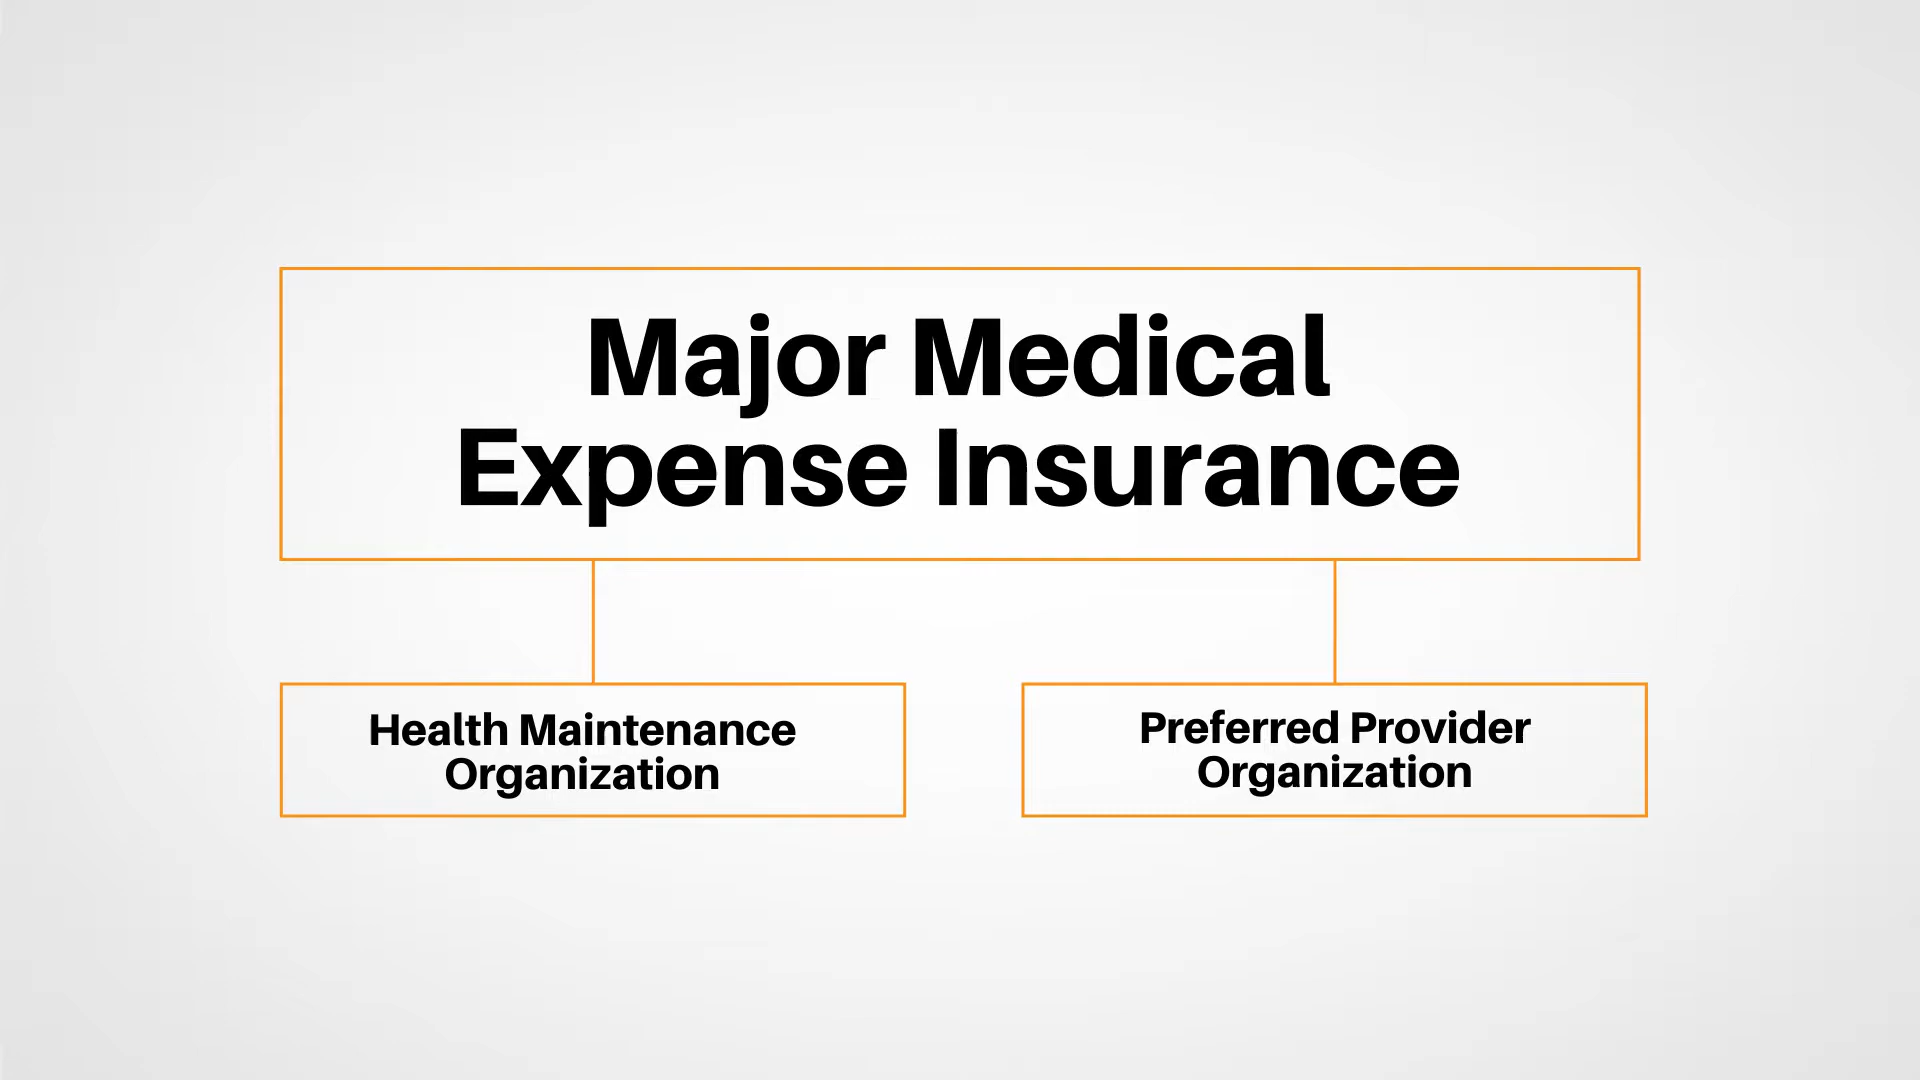 Major Medical
Expense Insurance
Health Maintenance
Organization
Preferred Provider
Organization